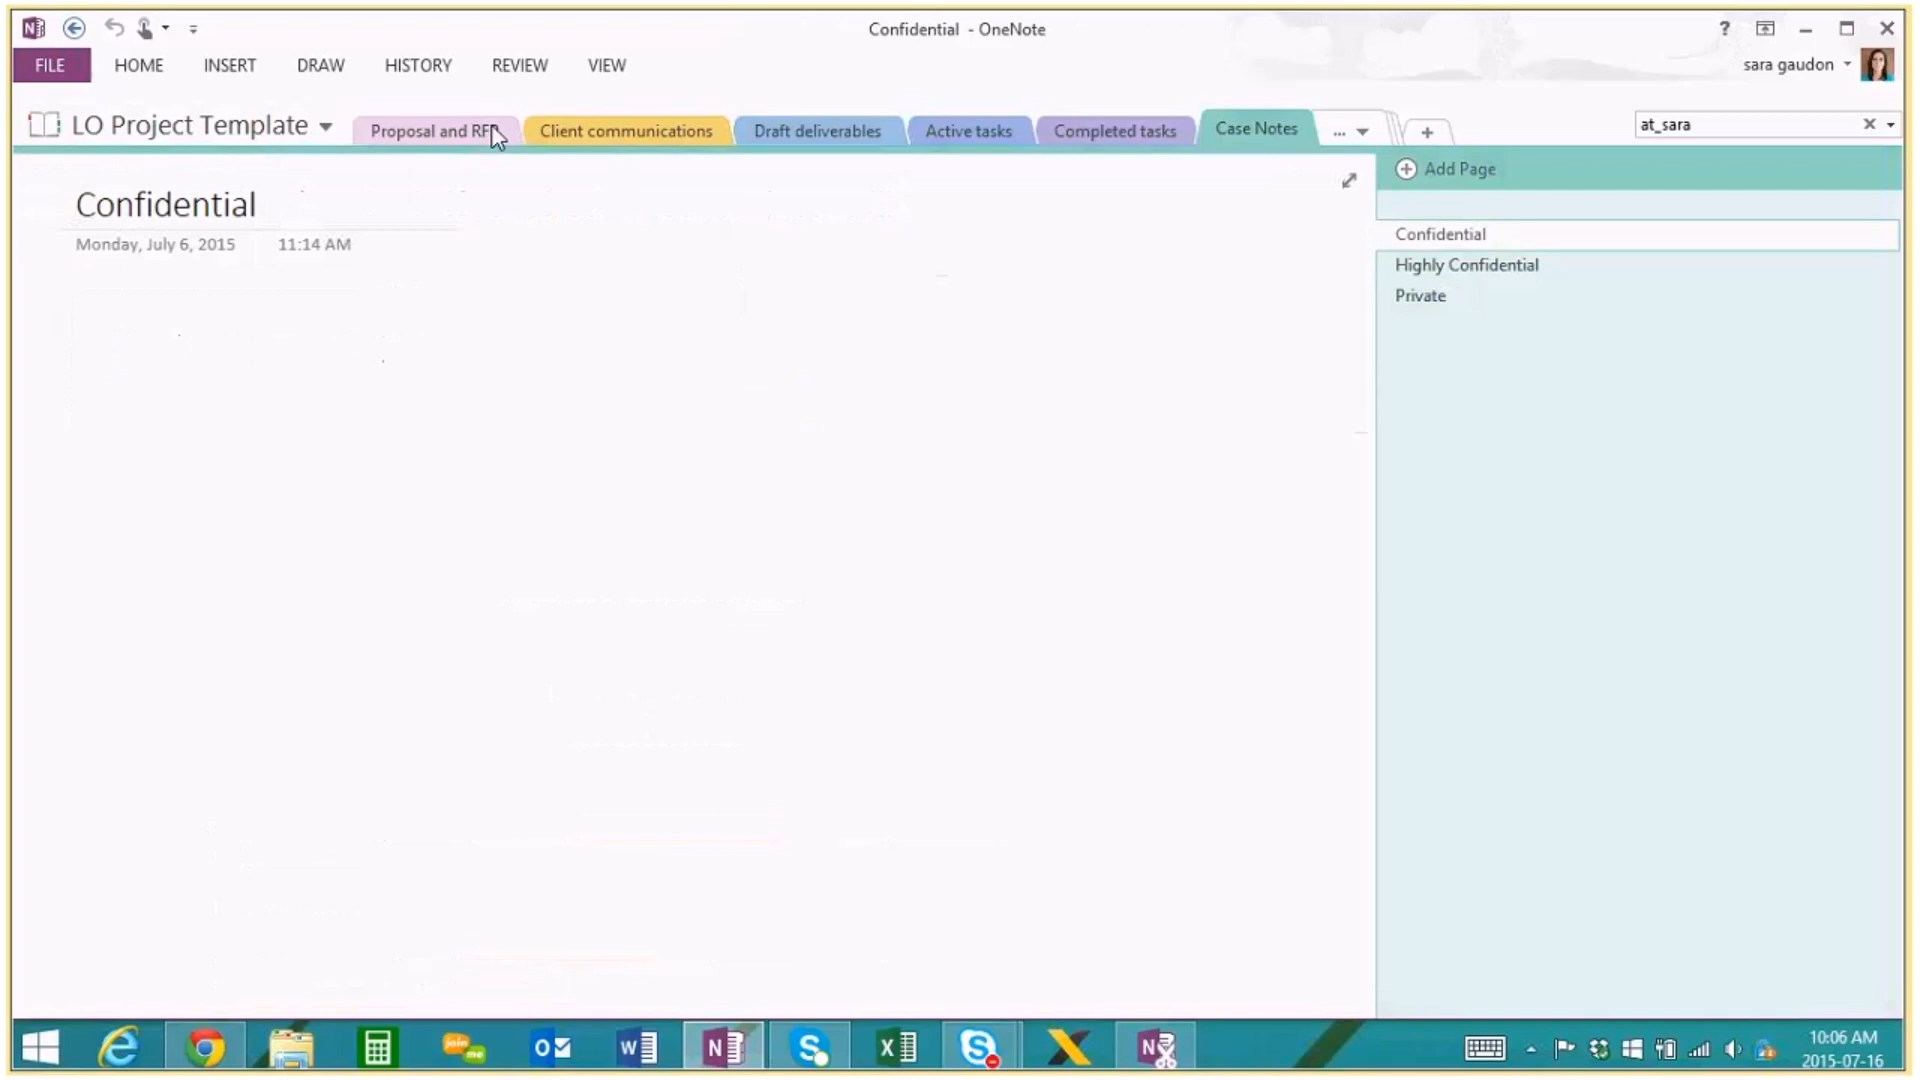 Confidential - OneNote
?
FILE HOME INSERT DRAW HISTORY REVIEW VIEW
sara gaudon
LO Project Template
Proposal and RFP
Client communications
Draft deliverables
Active tasks
Completed tasks
Case Notes
...
at_sara
Add Page
Confidential
Monday, July 6, 2015 11:14 AM
Confidential
Highly Confidential
Private
join me
10:06 AM
2015-07-16